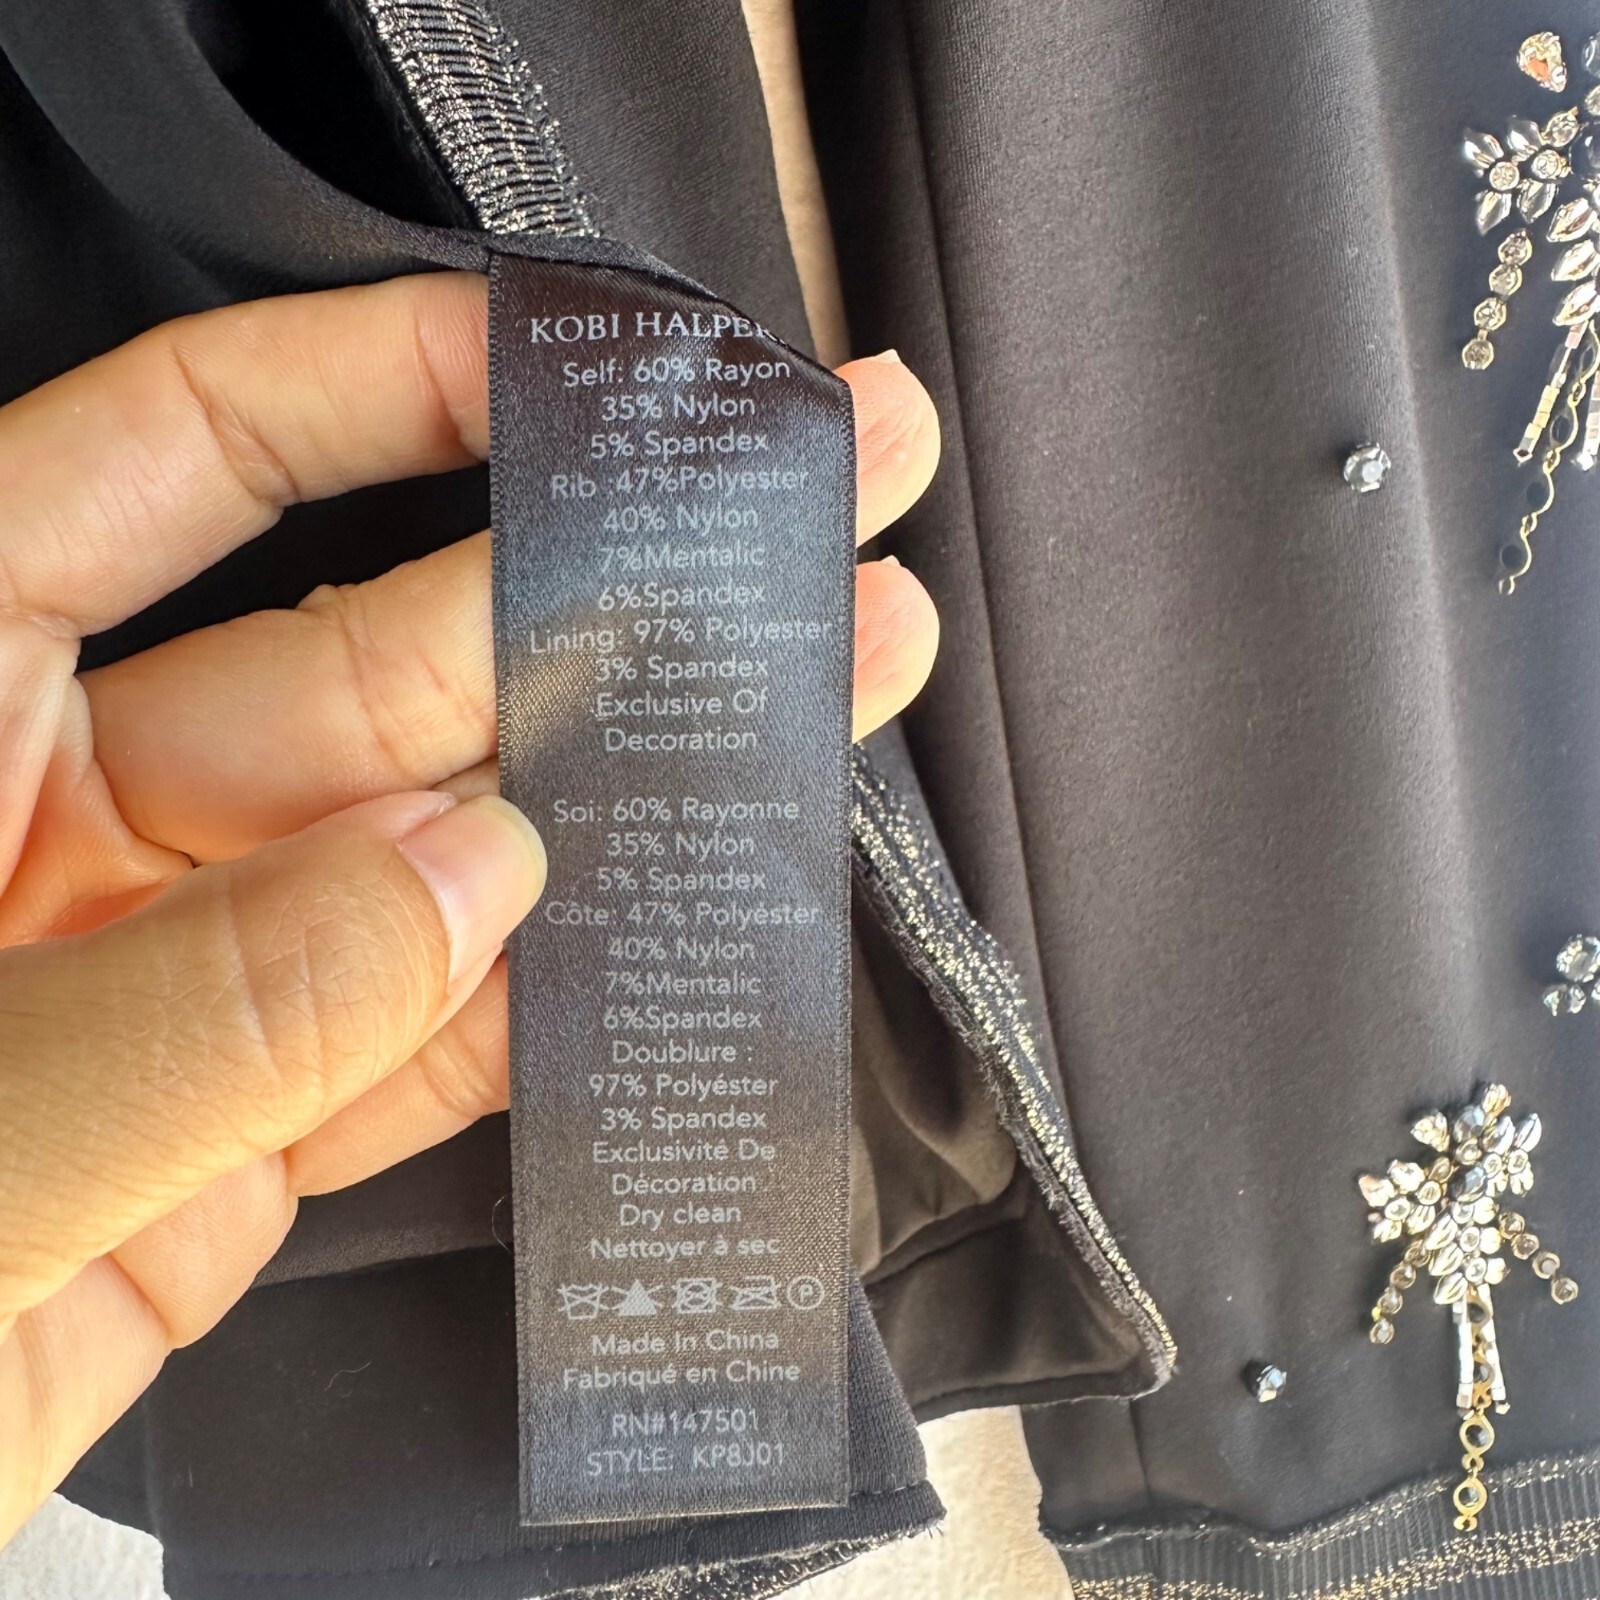 KOBI HALPE
Self: 60% Rayon
35% Nylon
5% Spandex
Rib :47%Polyester
40% Nylon
7%Mentalic
6%Spandex
Lining: 97% Polyester
3% Spandex
Exclusive Of
Decoration
Soi: 60% Rayonne
35% Nylon
5% Spandex
Côte: 47% Polyéster
40% Nylon
7%Mentalic
6%Spandex
Doublure :
97% Polyéster
3% Spandex
Exclusivité De
Décoration
Dry clean
Nettoyer à sec
P
Made In China
Fabriqué en Chine
RN#147501
STYLE: KP8J01